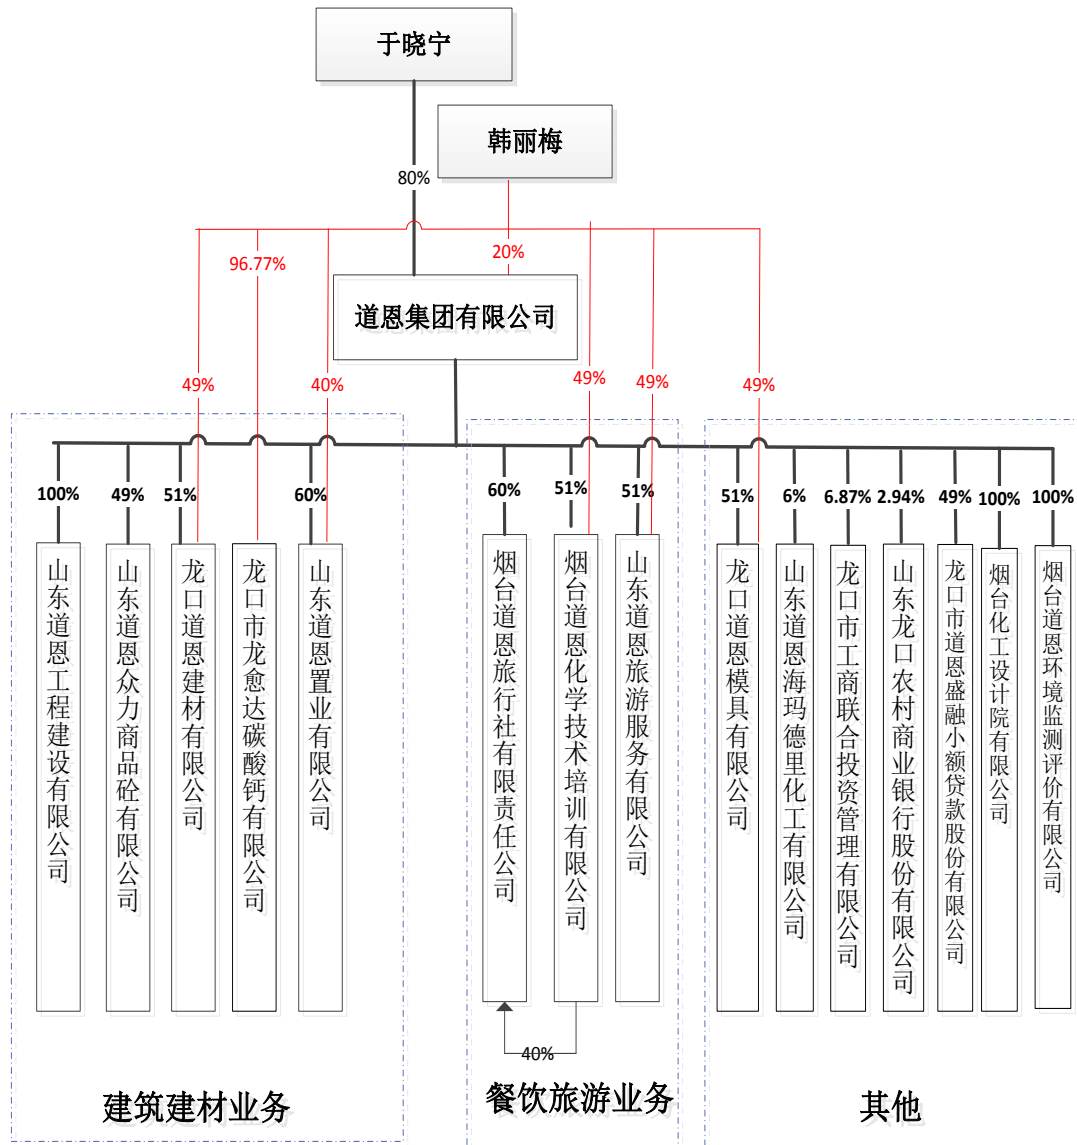 于晓宁
韩丽梅
80%
20%
96.77%
道恩集团有限公司
49%
40%
49%
49%
49%
100%
49%
51%
60%
60%
51%
51%
51%
6%
6.87%
2.94%
49%
100%
100%
山东道恩工程建设有限公司
山东道恩众力商品砼有限公司
龙口道恩建材有限公司
龙口市龙愈达碳酸钙有限公司
山东道恩置业有限公司
烟台道恩旅行社有限责任公司
烟台道恩化学技术培训有限公司
山东道恩旅游服务有限公司
龙口道恩模具有限公司
山东道恩海玛德里化工有限公司
龙口市工商联合投资管理有限公司
山东龙口农村商业银行股份有限公司
龙口市道恩盛融小额贷款股份有限公司
烟台化工设计院有限公司
烟台道恩环境监测评价有限公司
40%
建筑建材业务
餐饮旅游业务
其他